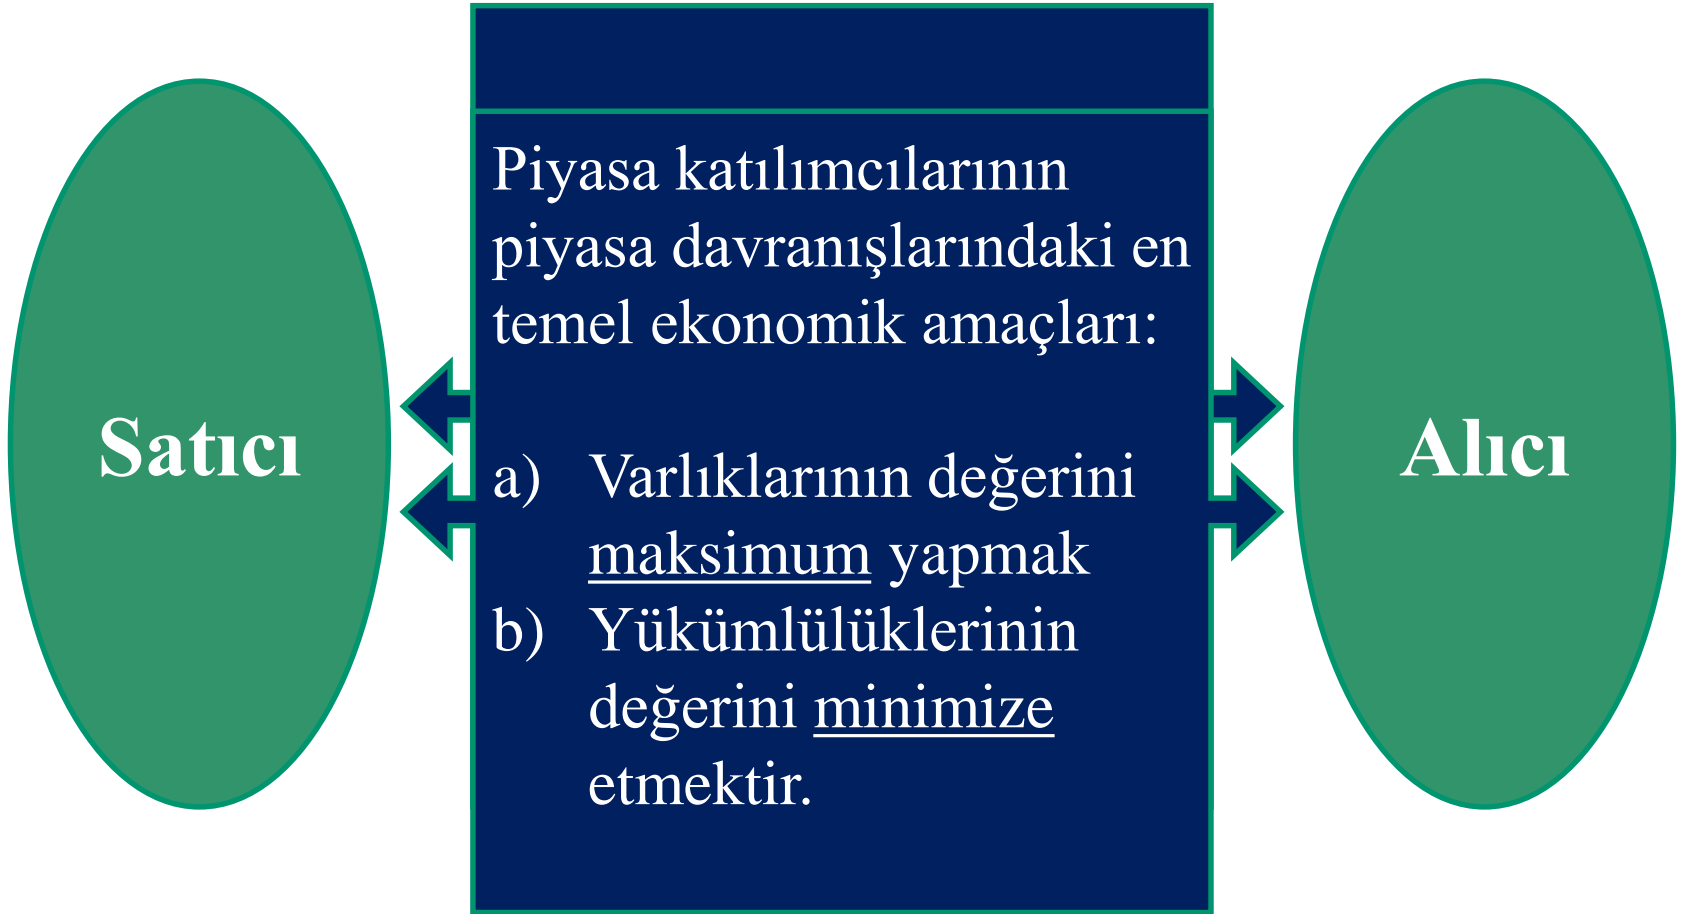 Satıcı
Piyasa katılımcılarının
piyasa davranışlarındaki en
temel ekonomik amaçları:
a) Varlıklarının değerini
maksimum yapmak
b) Yükümlülüklerinin
değerini minimize
etmektir.
Alıcı